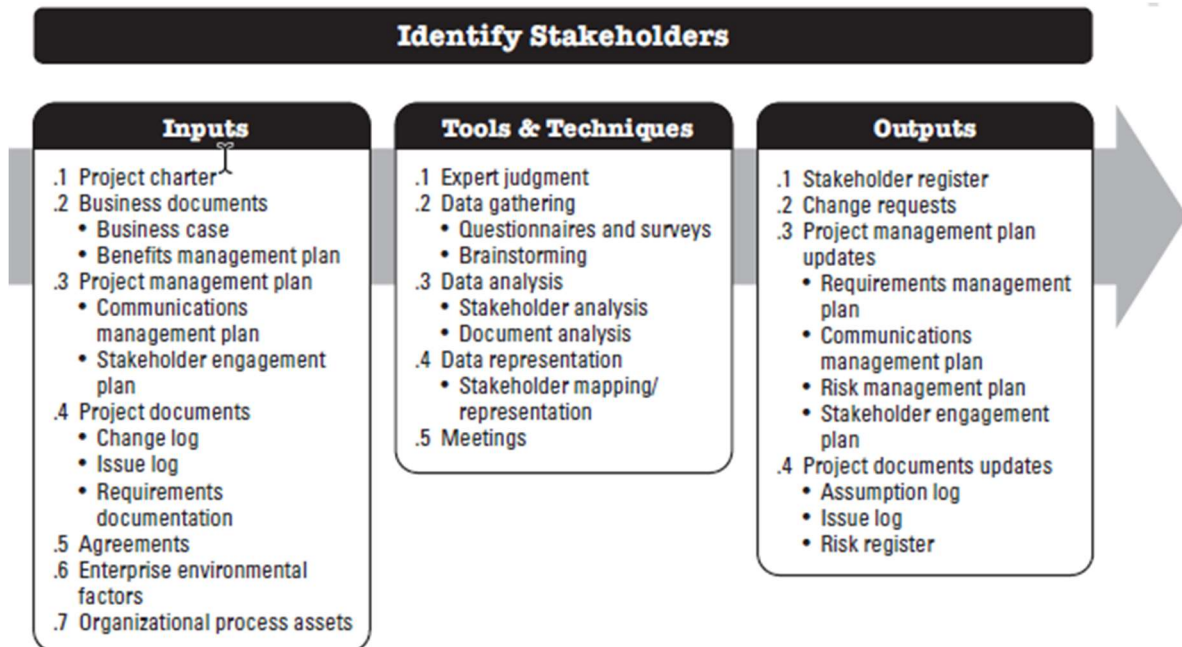 Identify Stakeholders
Inputs
.1 Project charter
.2 Business documents
• Business case
• Benefits management plan
.3 Project management plan
• Communications
management plan
• Stakeholder engagement
plan
.4 Project documents
• Change log
• Issue log
• Requirements
documentation
.5 Agreements
.6 Enterprise environmental
factors
.7 Organizational process assets
Tools & Techniques
.1 Expert judgment
.2 Data gathering
• Questionnaires and surveys
• Brainstorming
.3 Data analysis
• Stakeholder analysis
• Document analysis
.4 Data representation
• Stakeholder mapping/
representation
.5 Meetings
Outputs
.1 Stakeholder register
.2 Change requests
.3 Project management plan
updates
• Requirements management
plan
• Communications
management plan
• Risk management plan
• Stakeholder engagement
plan
.4 Project documents updates
• Assumption log
• Issue log
• Risk register